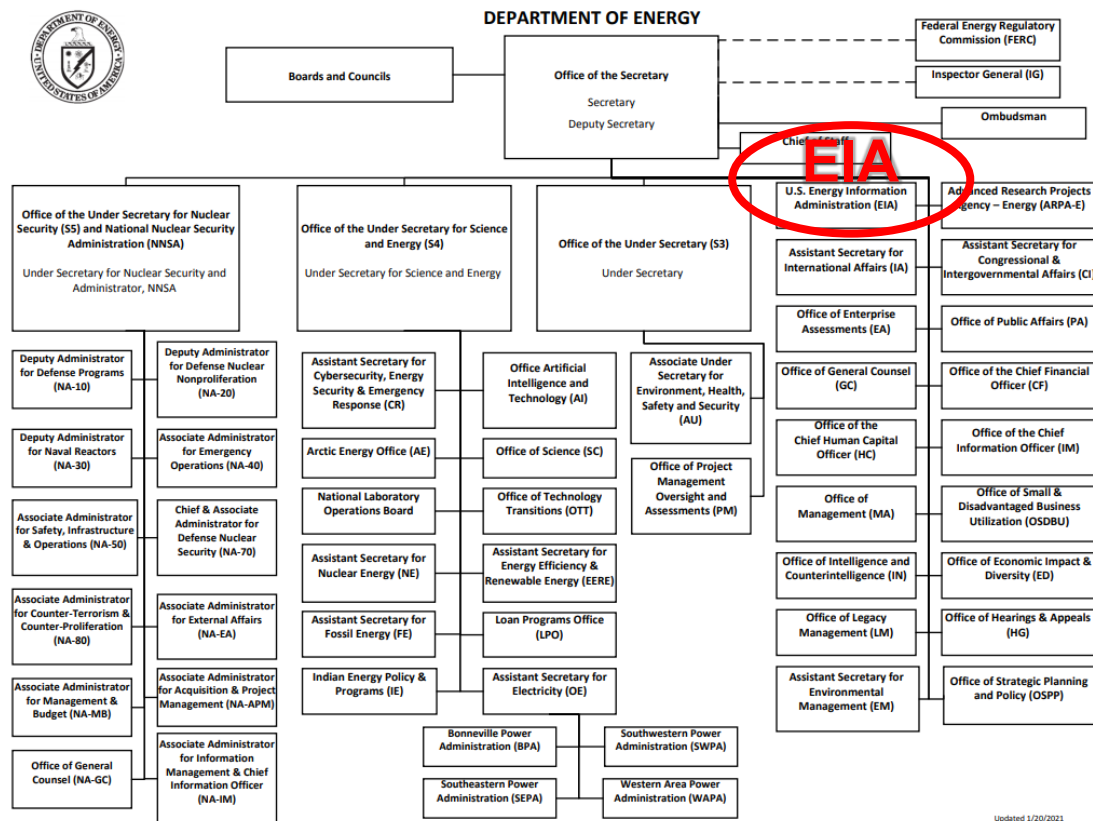 DEPARTMENT OF ENERGY
DEPARTMENT OF ENERGY
UNITED STATES OF AMERICA
Boards and Councils
Office of the Secretary
Secretary
Deputy Secretary
Federal Energy Regulatory
Commission (FERC)
Inspector General (IG)
Ombudsman
Chief of Staff
EIA
Office of the Under Secretary for Nuclear
Security (S5) and National Nuclear Security
Administration (NNSA)
Under Secretary for Nuclear Security and
Administrator, NNSA
Office of the Under Secretary for Science
and Energy (S4)
Under Secretary for Science and Energy
Office of the Under Secretary (S3)
Under Secretary
U.S. Energy Information
Administration (EIA)
Advanced Research Projects
Agency – Energy (ARPA-E)
Assistant Secretary for
International Affairs (IA)
Assistant Secretary for
Congressional &
Intergovernmental Affairs (CI)
Office of Enterprise
Assessments (EA)
Office of Public Affairs (PA)
Office of General Counsel
(GC)
Office of the Chief Financial
Officer (CF)
Office of the
Chief Human Capital
Officer (HC)
Office of the Chief
Information Officer (IM)
Office of
Management (MA)
Office of Small &
Disadvantaged Business
Utilization (OSDBU)
Office of Intelligence and
Counterintelligence (IN)
Office of Economic Impact &
Diversity (ED)
Office of Legacy
Management (LM)
Office of Hearings & Appeals
(HG)
Assistant Secretary for
Environmental
Management (EM)
Office of Strategic Planning
and Policy (OSPP)
Deputy Administrator
for Defense Programs
(NA-10)
Deputy Administrator
for Defense Nuclear
Nonproliferation
(NA-20)
Deputy Administrator
for Naval Reactors
(NA-30)
Associate Administrator
for Emergency
Operations (NA-40)
Associate Administrator
for Safety, Infrastructure
& Operations (NA-50)
Chief & Associate
Administrator for
Defense Nuclear
Security (NA-70)
Associate Administrator
for Counter-Terrorism &
Counter-Proliferation
(NA-80)
Associate Administrator
for External Affairs
(NA-EA)
Associate Administrator
for Management &
Budget (NA-MB)
Associate Administrator
for Acquisition & Project
Management (NA-APM)
Office of General
Counsel (NA-GC)
Associate Administrator
for Information
Management & Chief
Information Officer
(NA-IM)
Assistant Secretary for
Cybersecurity, Energy
Security & Emergency
Response (CR)
Office Artificial
Intelligence and
Technology (AI)
Arctic Energy Office (AE)
Office of Science (SC)
National Laboratory
Operations Board
Office of Technology
Transitions (OTT)
Assistant Secretary for
Nuclear Energy (NE)
Assistant Secretary for
Energy Efficiency &
Renewable Energy (EERE)
Assistant Secretary for
Fossil Energy (FE)
Loan Programs Office
(LPO)
Indian Energy Policy &
Programs (IE)
Assistant Secretary for
Electricity (OE)
Bonneville Power
Administration (BPA)
Southwestern Power
Administration (SWPA)
Southeastern Power
Administration (SEPA)
Western Area Power
Administration (WAPA)
Associate Under
Secretary for
Environment, Health,
Safety and Security
(AU)
Office of Project
Management
Oversight and
Assessments (PM)
Updated 1/20/2021